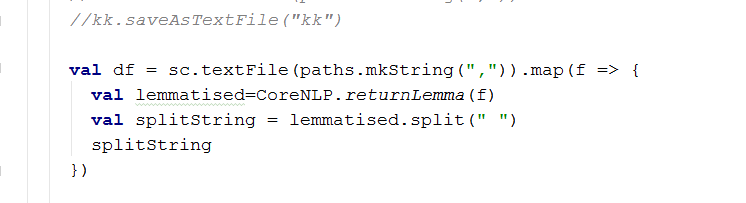 //kk.saveAsTextFile("kk")
val df = sc.textFile(paths.mkString(",")).map(f => {
val lemmatised=CoreNLP.returnLemma(f)
val splitString = lemmatised.split(" ")
splitString
})